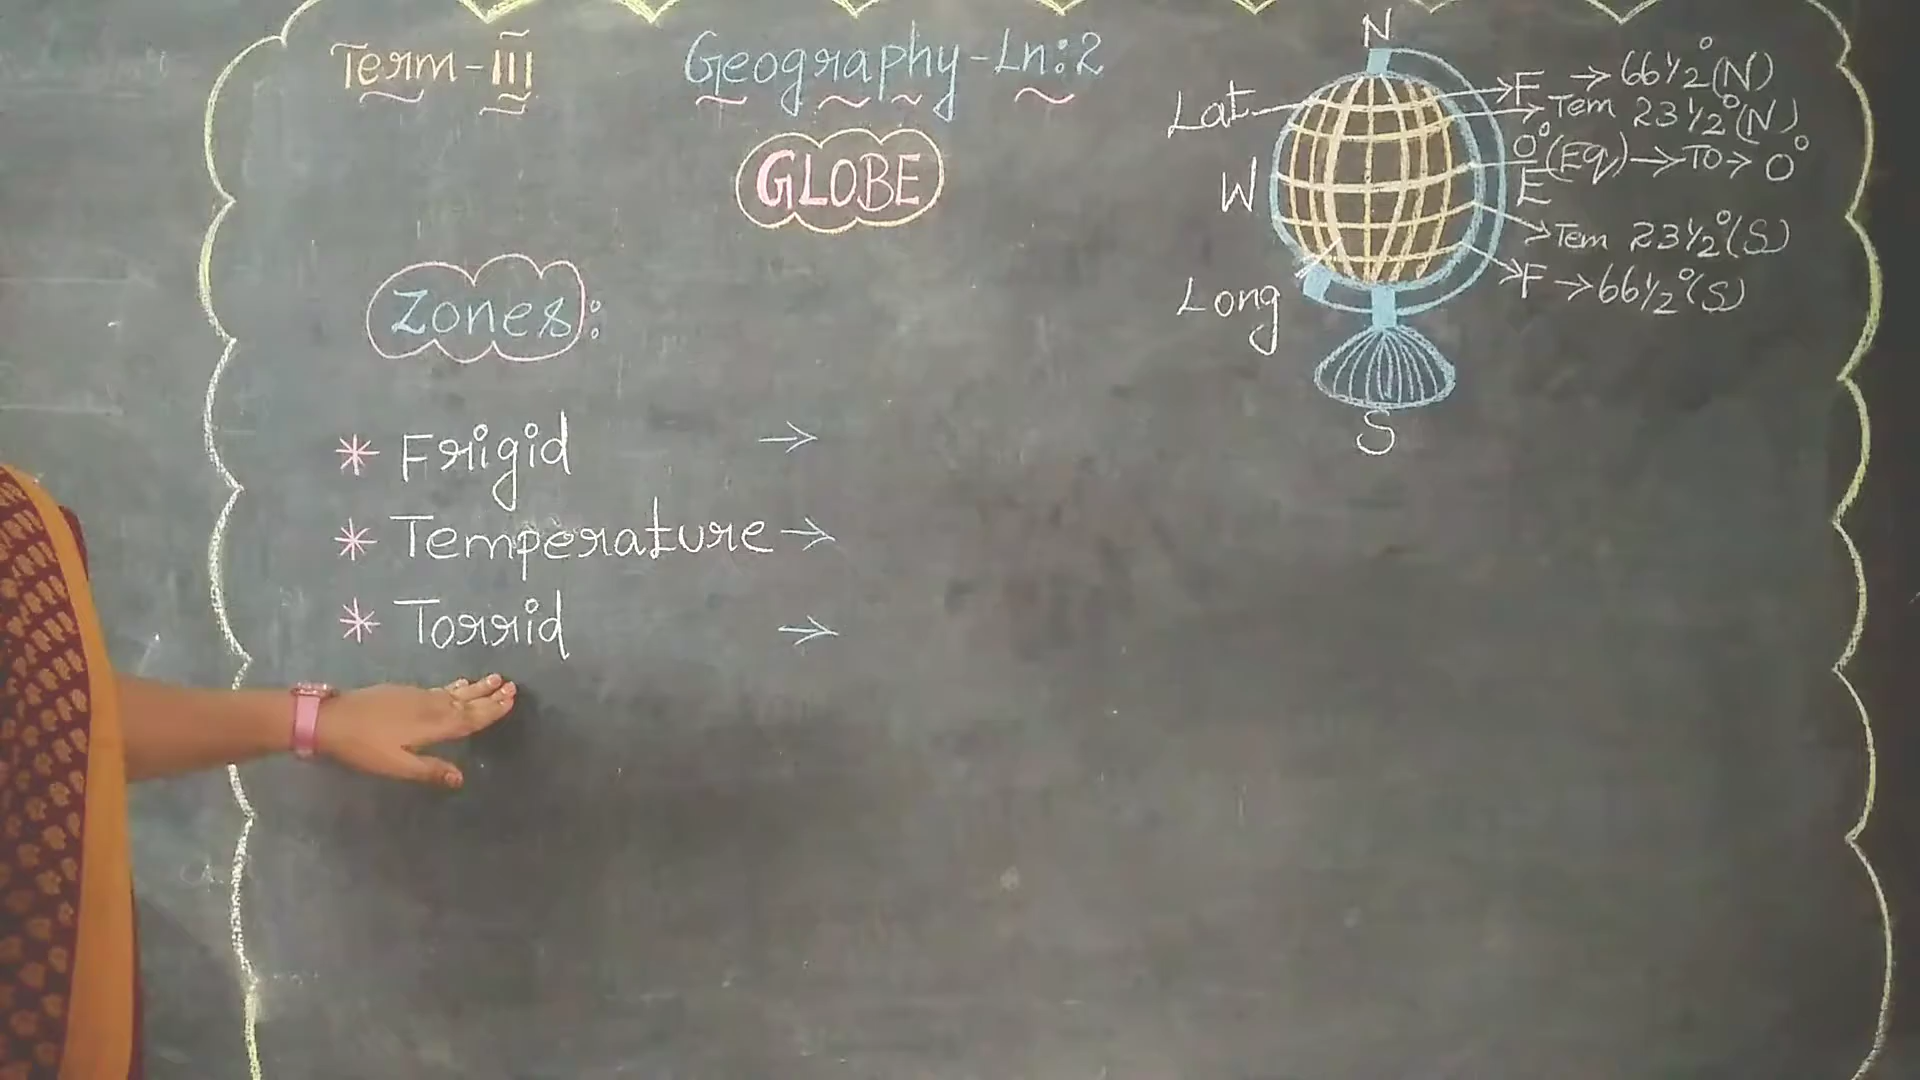 Term-III
Geography-Ln:2
GLOBE
Zones:
* Frigid →
* Temperature →
* Torrid →
N
Lat
W
Long
S
F → 66½°(N)
Tem 23½°(N)
0°(Eq) → To → 0°
E
Tem 23½°(S)
F → 66½°(S)